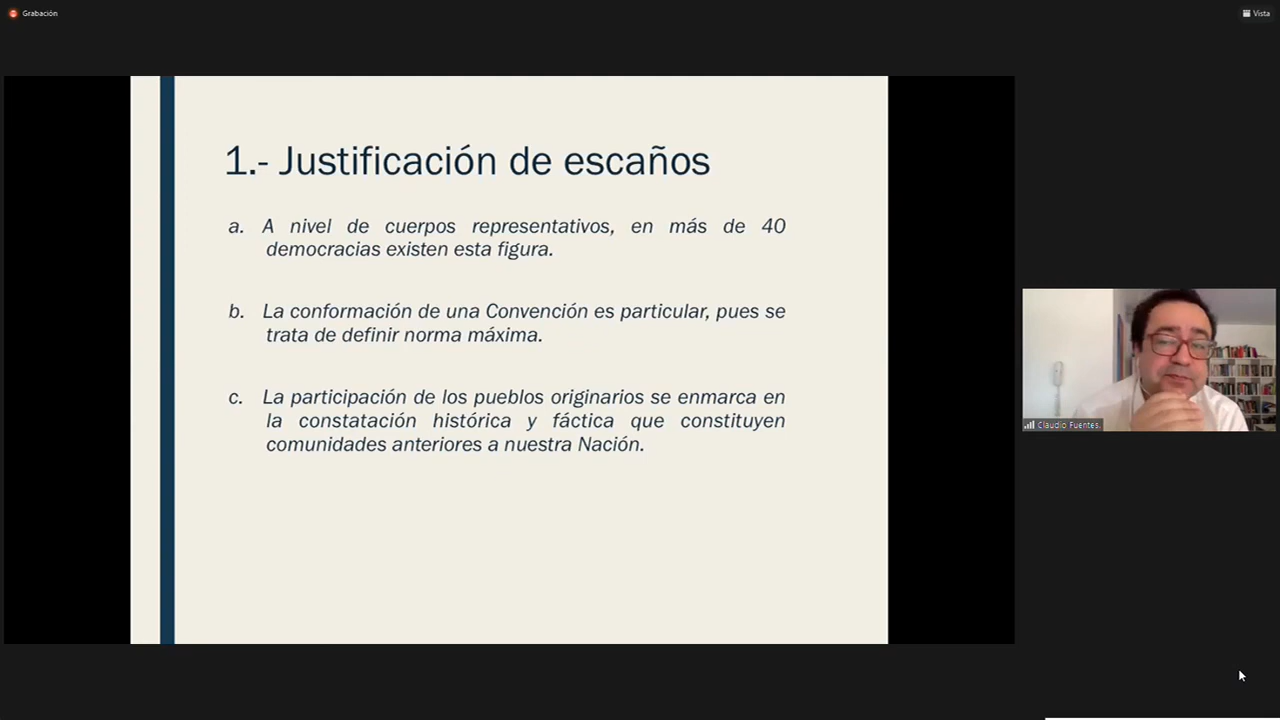 Grabación
Vista
1.- Justificación de escaños
a. A nivel de cuerpos representativos, en más de 40
democracias existen esta figura.
b. La conformación de una Convención es particular, pues se
trata de definir norma máxima.
c. La participación de los pueblos originarios se enmarca en
la constatación histórica y fáctica que constituyen
comunidades anteriores a nuestra Nación.
Claudio Fuentes.